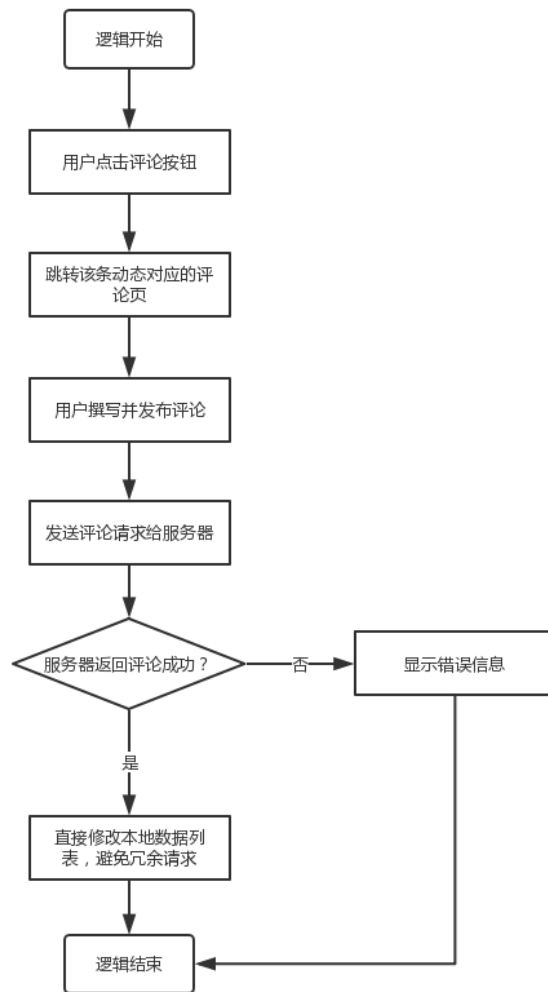 逻辑开始
用户点击评论按钮
跳转该条动态对应的评
论页
用户撰写并发布评论
发送评论请求给服务器
服务器返回评论成功？
否
显示错误信息
是
直接修改本地数据列
表，避免冗余请求
逻辑结束